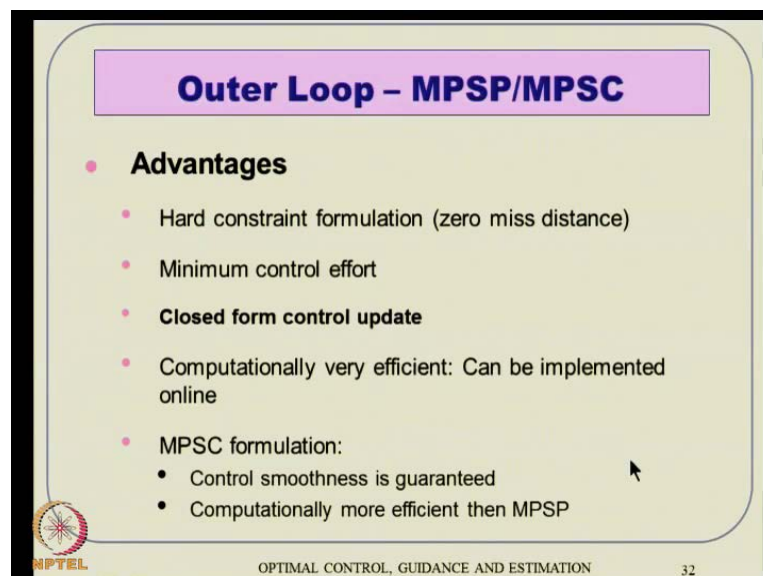 Outer Loop – MPSP/MPSC
Advantages
Hard constraint formulation (zero miss distance)
Minimum control effort
Closed form control update
Computationally very efficient: Can be implemented
online
MPSC formulation:
Control smoothness is guaranteed
Computationally more efficient then MPSP
NPTEL
OPTIMAL CONTROL, GUIDANCE AND ESTIMATION
32